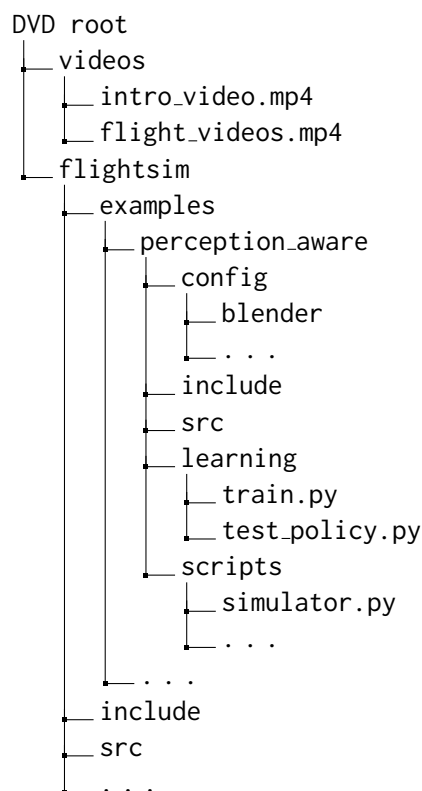 DVD root
videos
intro_video.mp4
flight_videos.mp4
flightsim
examples
perception_aware
config
blender
. . .
include
src
learning
train.py
test_policy.py
scripts
simulator.py
. . .
. . .
include
src
. . .